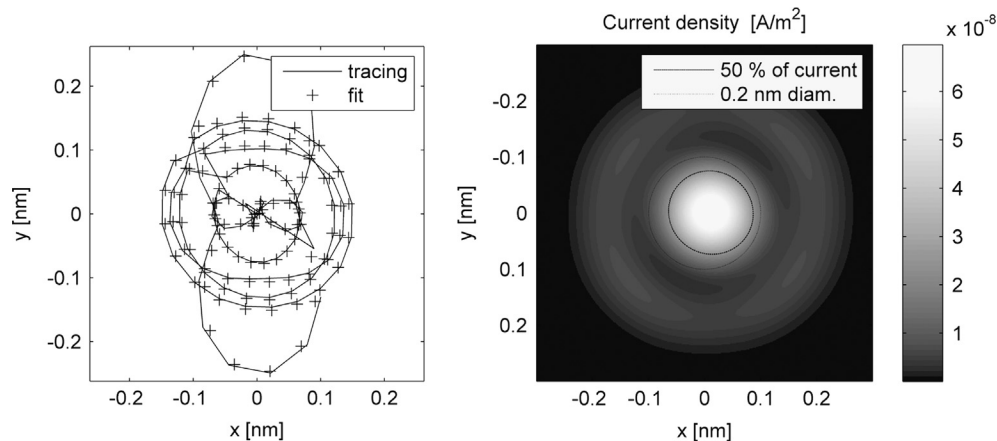 tracing
fit
0.2
0.1
0
-0.1
-0.2
y [nm]
-0.2
-0.1
0
0.1
0.2
x [nm]
Current density [A/m²]
50 % of current
0.2 nm diam.
-0.2
-0.1
0
0.1
0.2
y [nm]
-0.2
-0.1
0
0.1
0.2
x [nm]
x 10⁻⁸
6
5
4
3
2
1